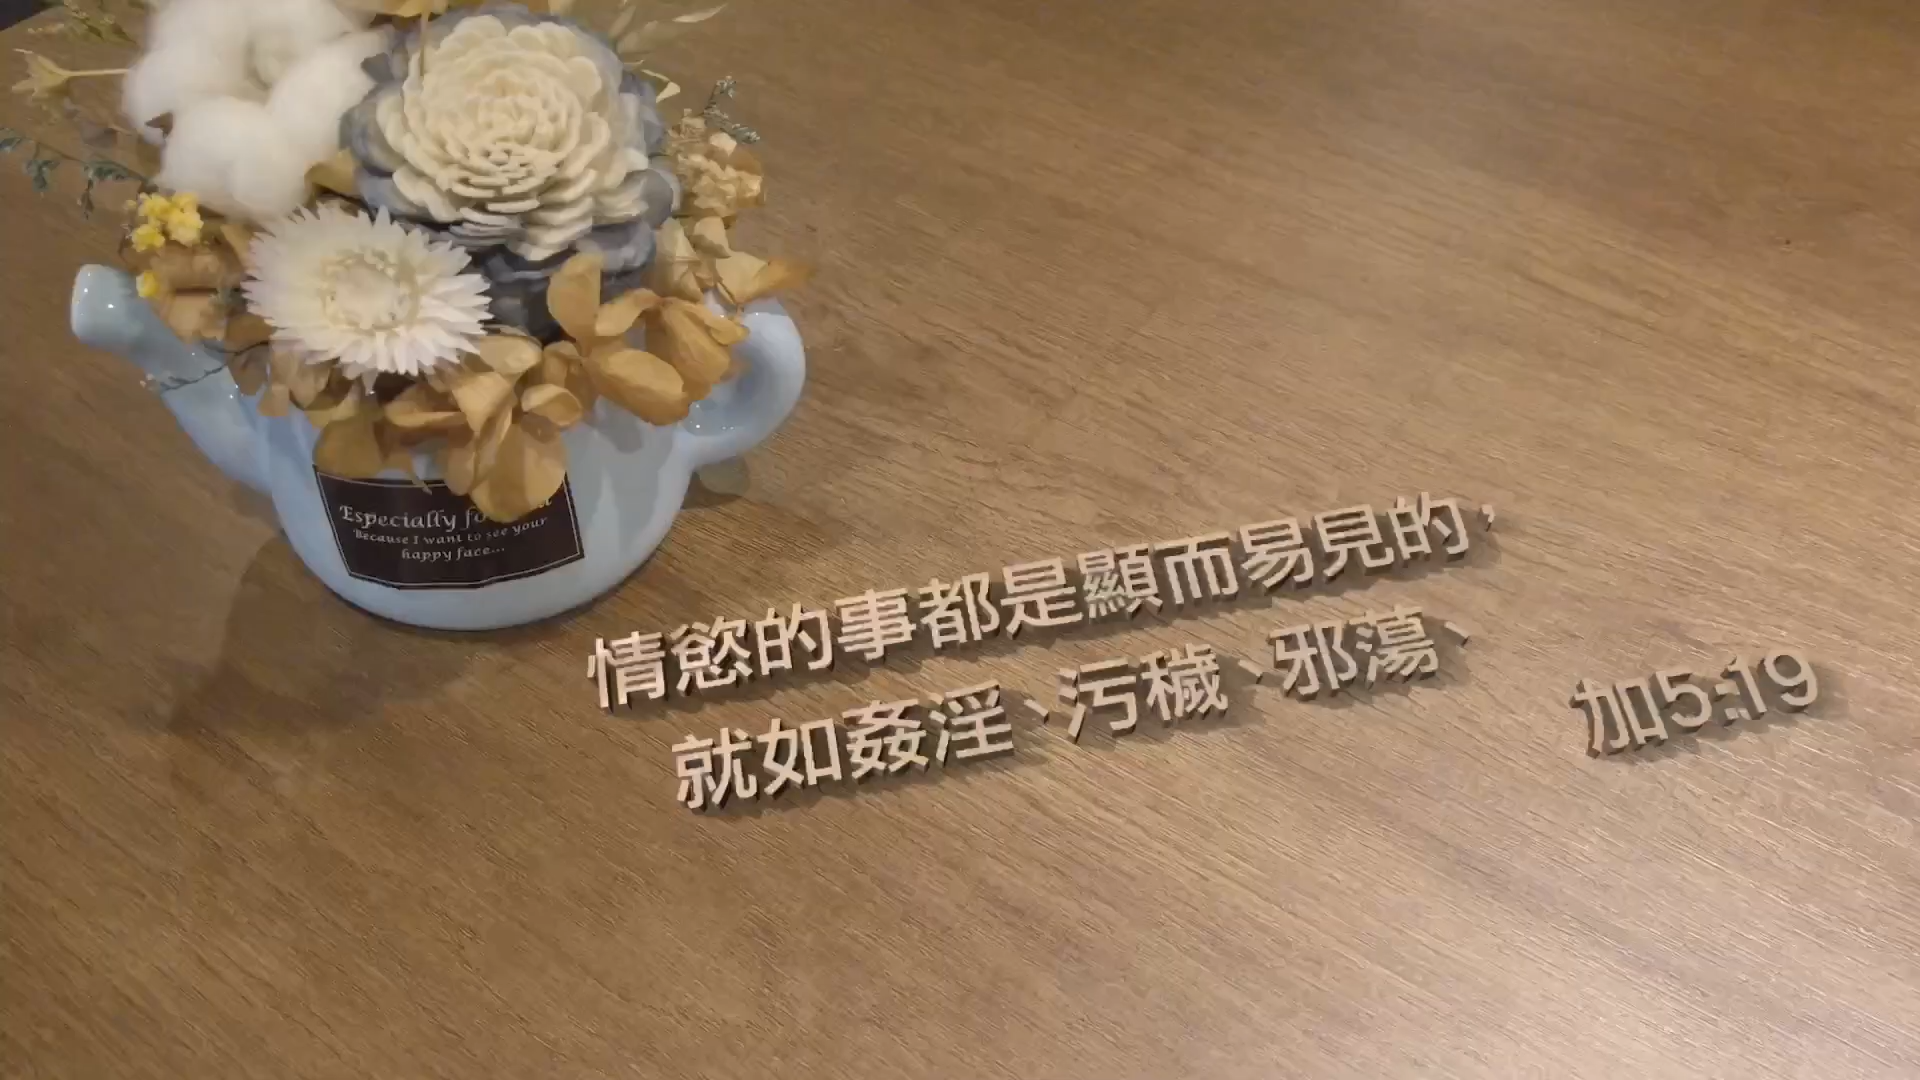 Especially fo
Because I want to see your
happy face...
情慾的事都是顯而易見的，
就如姦淫、污穢、邪蕩、
加5:19